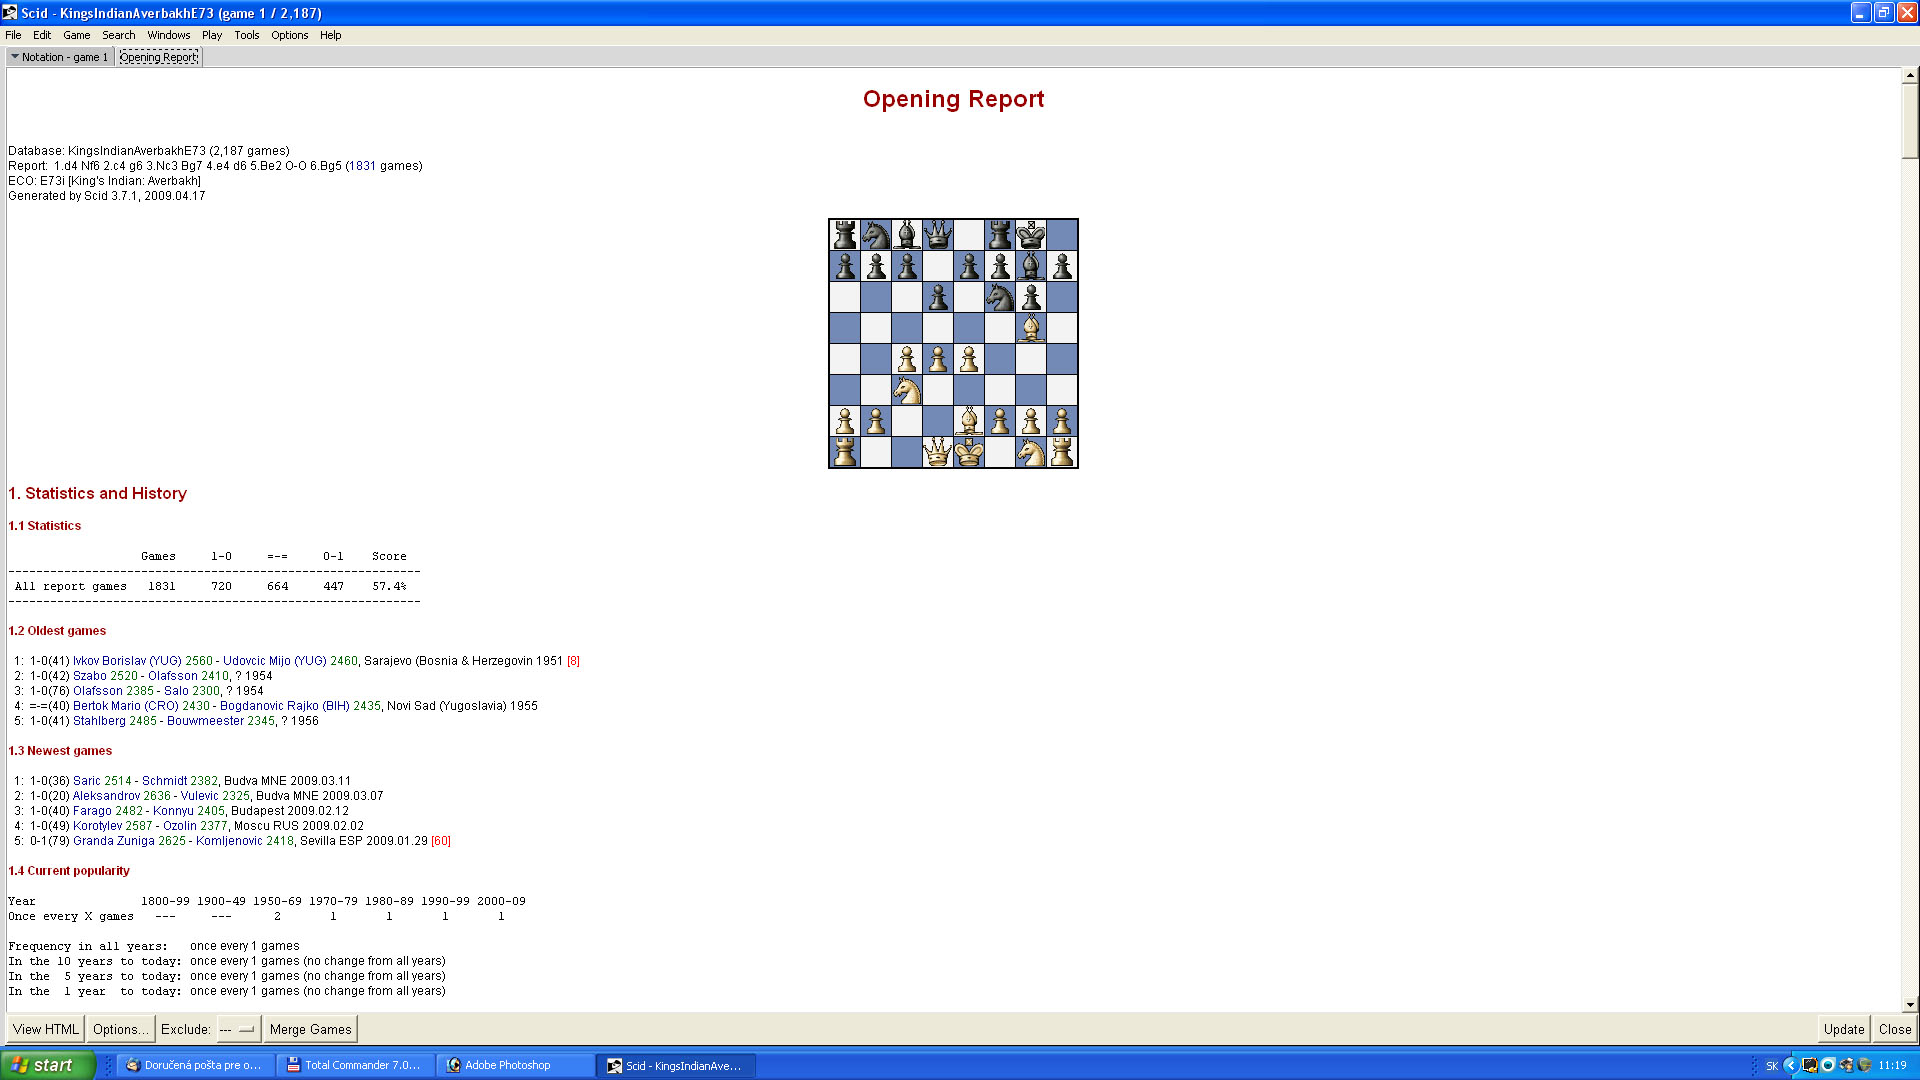 Scid - KingsIndianAverbakhE73 (game 1 / 2,187)
File Edit Game Search Windows Play Tools Options Help
Notation - game 1 Opening Report
Opening Report
Database: KingsIndianAverbakhE73 (2,187 games)
Report: 1.d4 Nf6 2.c4 g6 3.Nc3 Bg7 4.e4 d6 5.Be2 O-O 6.Bg5 (1831 games)
ECO: E73i [King's Indian: Averbakh]
Generated by Scid 3.7.1, 2009.04.17
1. Statistics and History
1.1 Statistics
Games 1-0 =-= 0-1 Score
------------------------------------------------------------
All report games 1831 720 664 447 57.4%
------------------------------------------------------------
1.2 Oldest games
1: 1-0(41) Ivkov Borislav (YUG) 2560 - Udovcic Mijo (YUG) 2460, Sarajevo (Bosnia & Herzegovin 1951 [8]
2: 1-0(42) Szabo 2520 - Olafsson 2410, ? 1954
3: 1-0(76) Olafsson 2385 - Salo 2300, ? 1954
4: =-=(40) Bertok Mario (CRO) 2430 - Bogdanovic Rajko (BIH) 2435, Novi Sad (Yugoslavia) 1955
5: 1-0(41) Stahlberg 2485 - Bouwmeester 2345, ? 1956
1.3 Newest games
1: 1-0(36) Saric 2514 - Schmidt 2382, Budva MNE 2009.03.11
2: 1-0(20) Aleksandrov 2636 - Vulevic 2325, Budva MNE 2009.03.07
3: 1-0(40) Farago 2482 - Konnyu 2405, Budapest 2009.02.12
4: 1-0(49) Korotylev 2587 - Ozolin 2377, Moscu RUS 2009.02.02
5: 0-1(79) Granda Zuniga 2625 - Komljenovic 2418, Sevilla ESP 2009.01.29 [60]
1.4 Current popularity
Year 1800-99 1900-49 1950-69 1970-79 1980-89 1990-99 2000-09
Once every X games --- --- 2 1 1 1 1
Frequency in all years: once every 1 games
In the 10 years to today: once every 1 games (no change from all years)
In the 5 years to today: once every 1 games (no change from all years)
In the 1 year to today: once every 1 games (no change from all years)
View HTML Options... Exclude: --- Merge Games Update Close
start Doručená pošta pre o... Total Commander 7.0... Adobe Photoshop Scid - KingsIndianAve... SK 11:19